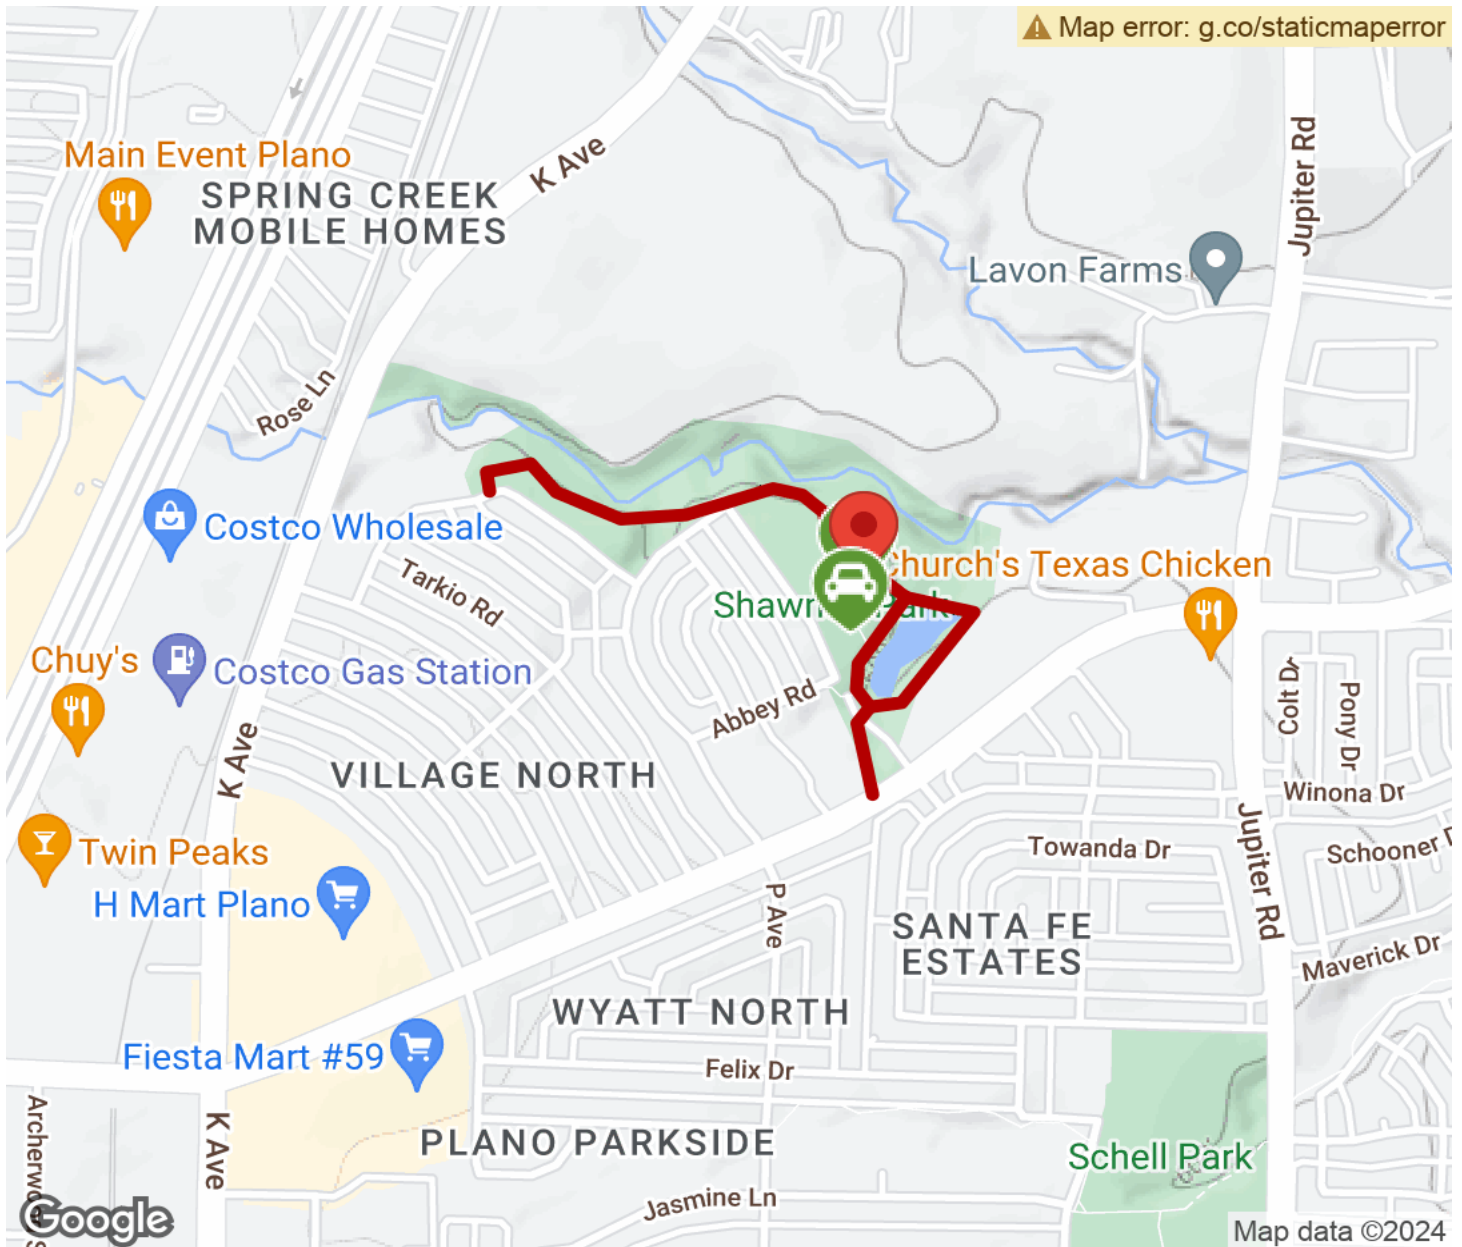 Map error: g.co/staticmaperror
Main Event Plano
SPRING CREEK
MOBILE HOMES
K Ave
Jupiter Rd
Lavon Farms
Rose Ln
Costco Wholesale
Church's Texas Chicken
Tarkio Rd
Park
Chuy's
Costco Gas Station
Abbey Rd
Colt Dr
Pony Dr
K Ave
VILLAGE NORTH
Winona Dr
Twin Peaks
Towanda Dr
Jupiter Rd
Schooner
H Mart Plano
P Ave
SANTA FE
ESTATES
Maverick Dr
WYATT NORTH
Fiesta Mart #59
Felix Dr
K Ave
PLANO PARKSIDE
Schell Park
Jasmine Ln
Google
Map data ©2024